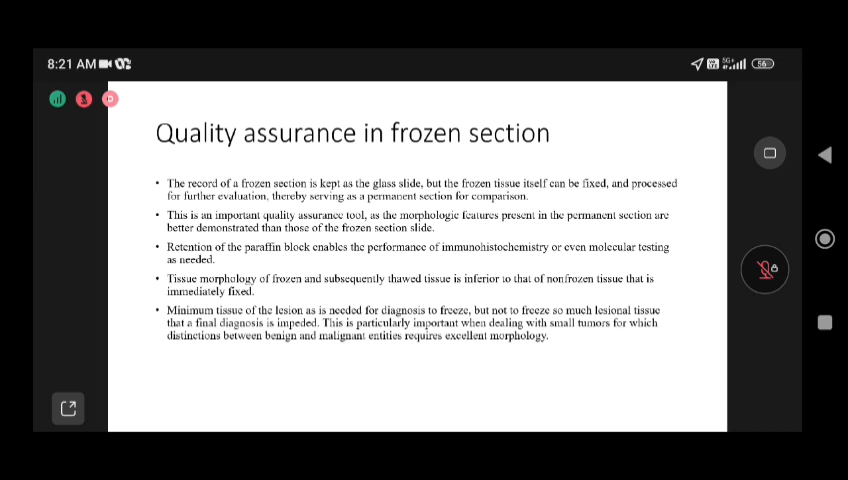 8:21 AM
5G+
56
Quality assurance in frozen section
• The record of a frozen section is kept as the glass slide, but the frozen tissue itself can be fixed, and processed
for further evaluation, thereby serving as a permanent section for comparison.
• This is an important quality assurance tool, as the morphologic features present in the permanent section are
better demonstrated than those of the frozen section slide.
• Retention of the paraffin block enables the performance of immunohistochemistry or even molecular testing
as needed.
• Tissue morphology of frozen and subsequently thawed tissue is inferior to that of nonfrozen tissue that is
immediately fixed.
• Minimum tissue of the lesion as is needed for diagnosis to freeze, but not to freeze so much lesional tissue
that a final diagnosis is impeded. This is particularly important when dealing with small tumors for which
distinctions between benign and malignant entities requires excellent morphology.